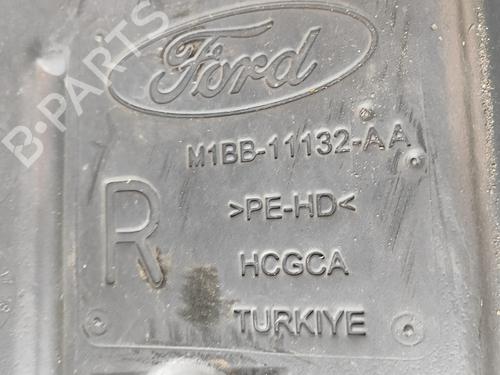 B-PARTS
Ford
M1BB-11132-AA
R
>PE-HD<
HCGCA
TURKIYE